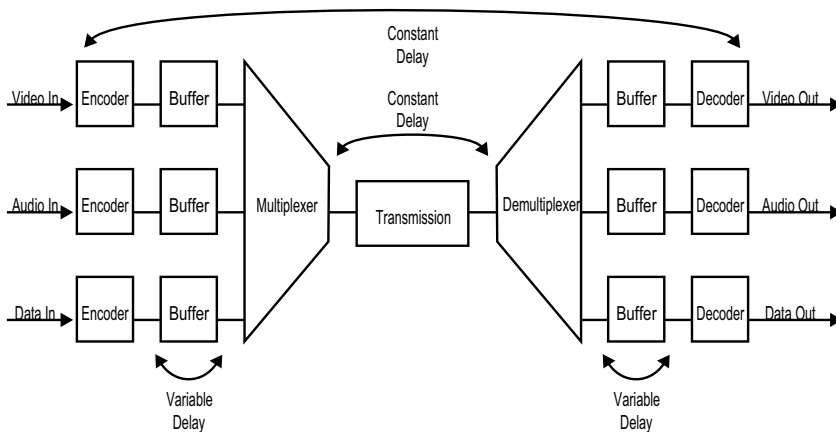 Constant
Delay
Video In
Encoder
Buffer
Constant
Delay
Buffer
Decoder
Video Out
Audio In
Encoder
Buffer
Multiplexer
Transmission
Demultiplexer
Buffer
Decoder
Audio Out
Data In
Encoder
Buffer
Buffer
Decoder
Data Out
Variable
Delay
Variable
Delay